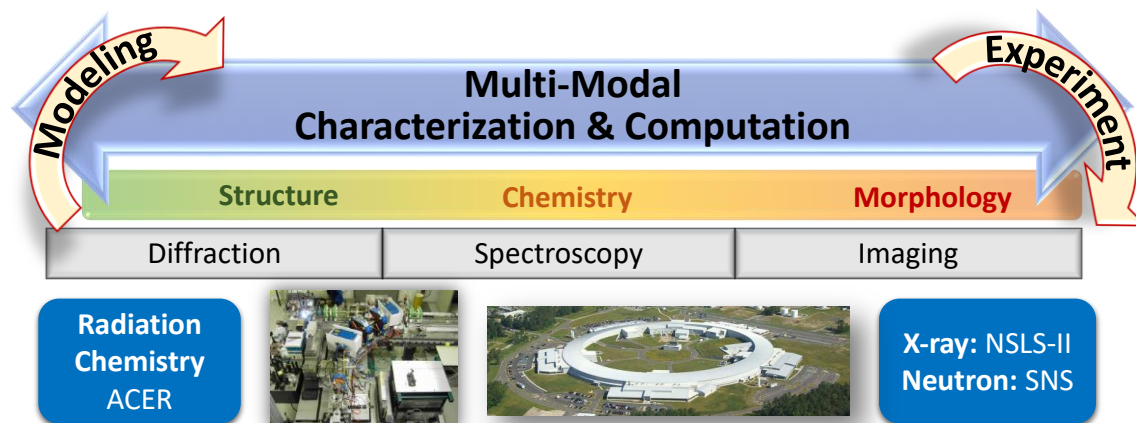 Modeling
Experiment
Multi-Modal
Characterization & Computation
Structure
Chemistry
Morphology
Diffraction
Spectroscopy
Imaging
Radiation
Chemistry
ACER
X-ray: NSLS-II
Neutron: SNS